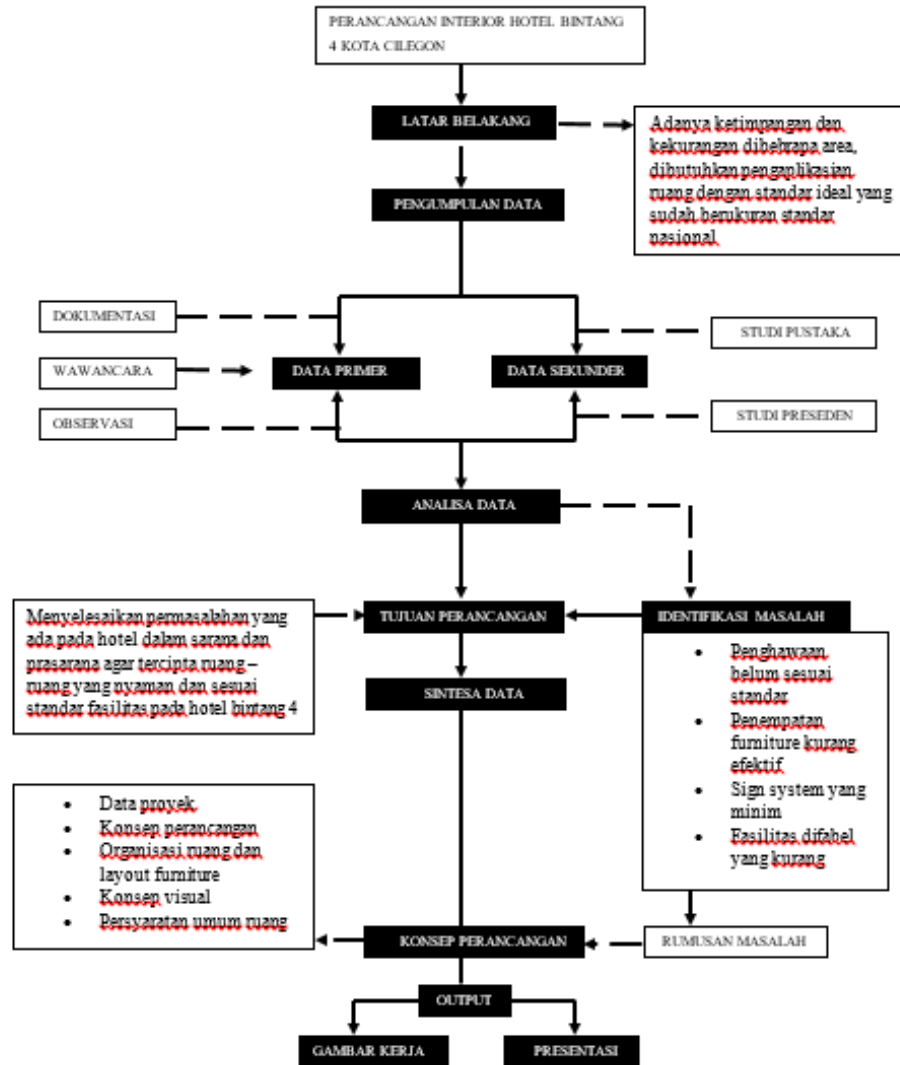 PERANCANGAN INTERIOR HOTEL BINTANG
4 KOTA CILEGON
LATAR BELAKANG
Adanya ketimpangan dan
kekurangan dibehrapa area,
dibutuhkan pengaplikasian
ruang dengan standar ideal yang
sudah berukuran standar
nasional
PENGUMPULAN DATA
DOKUMENTASI
STUDI PUSTAKA
WAWANCARA
DATA PRIMER
DATA SEKUNDER
OBSERVASI
STUDI PRESEDEN
ANALISA DATA
Menyelesaikan permasalahan yang
ada pada hotel dalam sarana dan
prasarana agar tercipta ruang –
ruang yang nyaman dan sesuai
standar fasilitas pada hotel bintang 4
TUJUAN PERANCANGAN
IDENTIFIKASI MASALAH
• Penghawaan
belum sesuai
standar
• Penempatan
furniture kurang
efektif
• Sign system yang
minim
• Fasilitas difabel
yang kurang
SINTESA DATA
• Data proyek
• Konsep perancangan
• Organisasi ruang dan
layout furniture
• Konsep visual
• Persyaratan umum ruang
KONSEP PERANCANGAN
RUMUSAN MASALAH
OUTPUT
GAMBAR KERJA
PRESENTASI